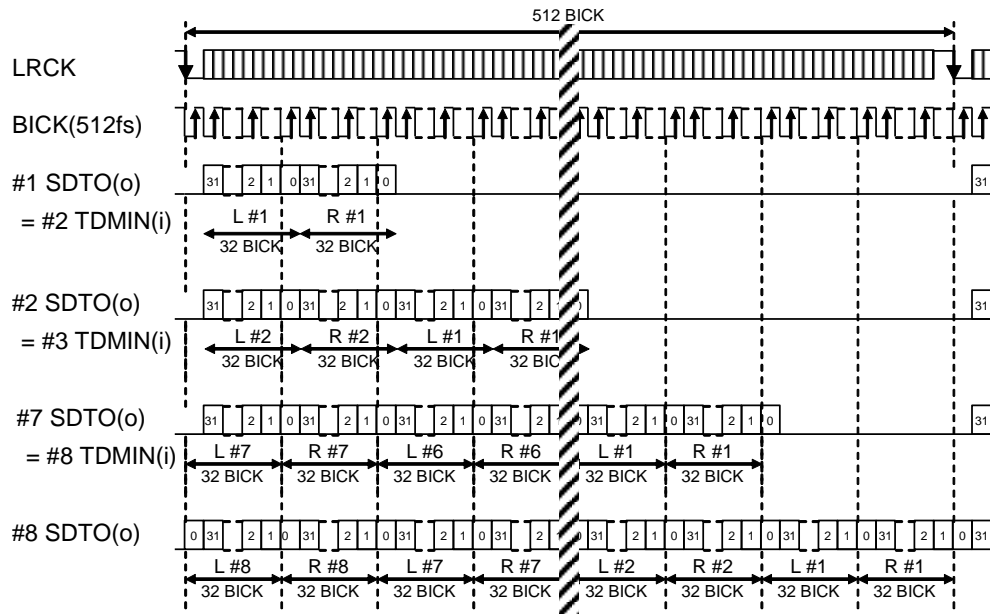 512 BICK
LRCK
BICK(512fs)
#1 SDTO(o)
31 2 1 0 31 2 1 0 31
= #2 TDMIN(i)
L #1 R #1
32 BICK 32 BICK
#2 SDTO(o)
31 2 1 0 31 2 1 0 31 2 1 0 31 2 1 0 31
= #3 TDMIN(i)
L #2 R #2 L #1 R #1
32 BICK 32 BICK 32 BICK 32 BICK
#7 SDTO(o)
31 2 1 0 31 2 1 0 31 2 1 0 31 2 0 31 2 1 0 31 2 1 0 31
= #8 TDMIN(i)
L #7 R #7 L #6 R #6 L #1 R #1
32 BICK 32 BICK 32 BICK 32 BICK 32 BICK 32 BICK
#8 SDTO(o)
0 31 2 1 0 31 2 1 0 31 2 1 0 31 2 0 31 2 1 0 31 2 1 0 31 2 1 0 31 2 1 0 31
L #8 R #8 L #7 R #7 L #2 R #2 L #1 R #1
32 BICK 32 BICK 32 BICK 32 BICK 32 BICK 32 BICK 32 BICK 32 BICK